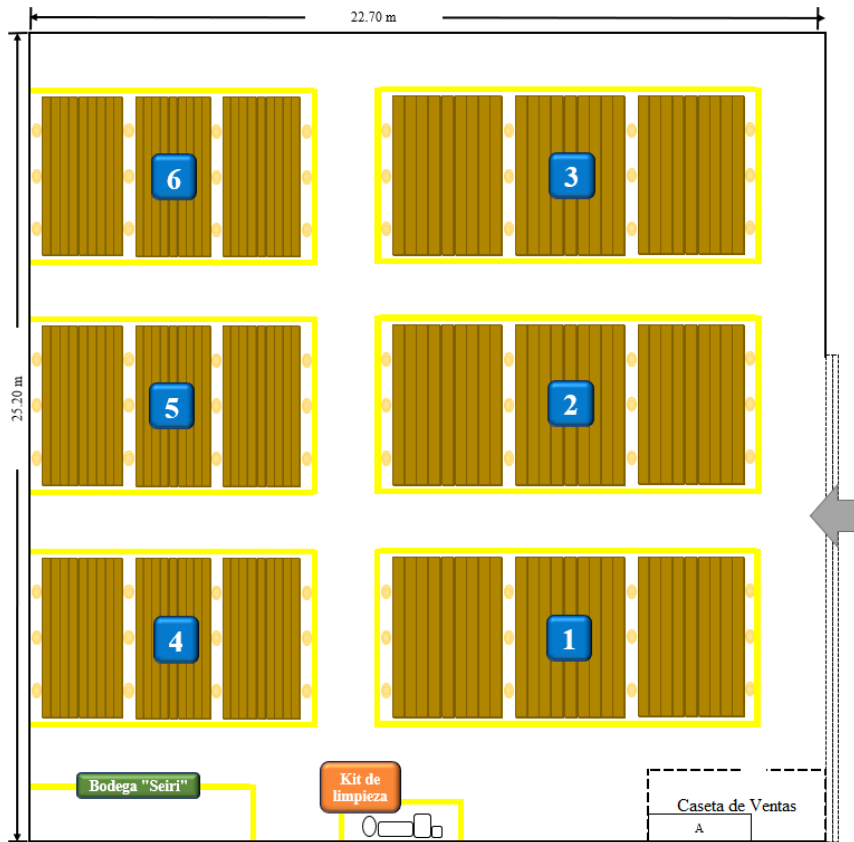 22.70 m
6
3
25.20 m
5
2
4
1
Bodega "Seiri"
Kit de
limpieza
Caseta de Ventas
A